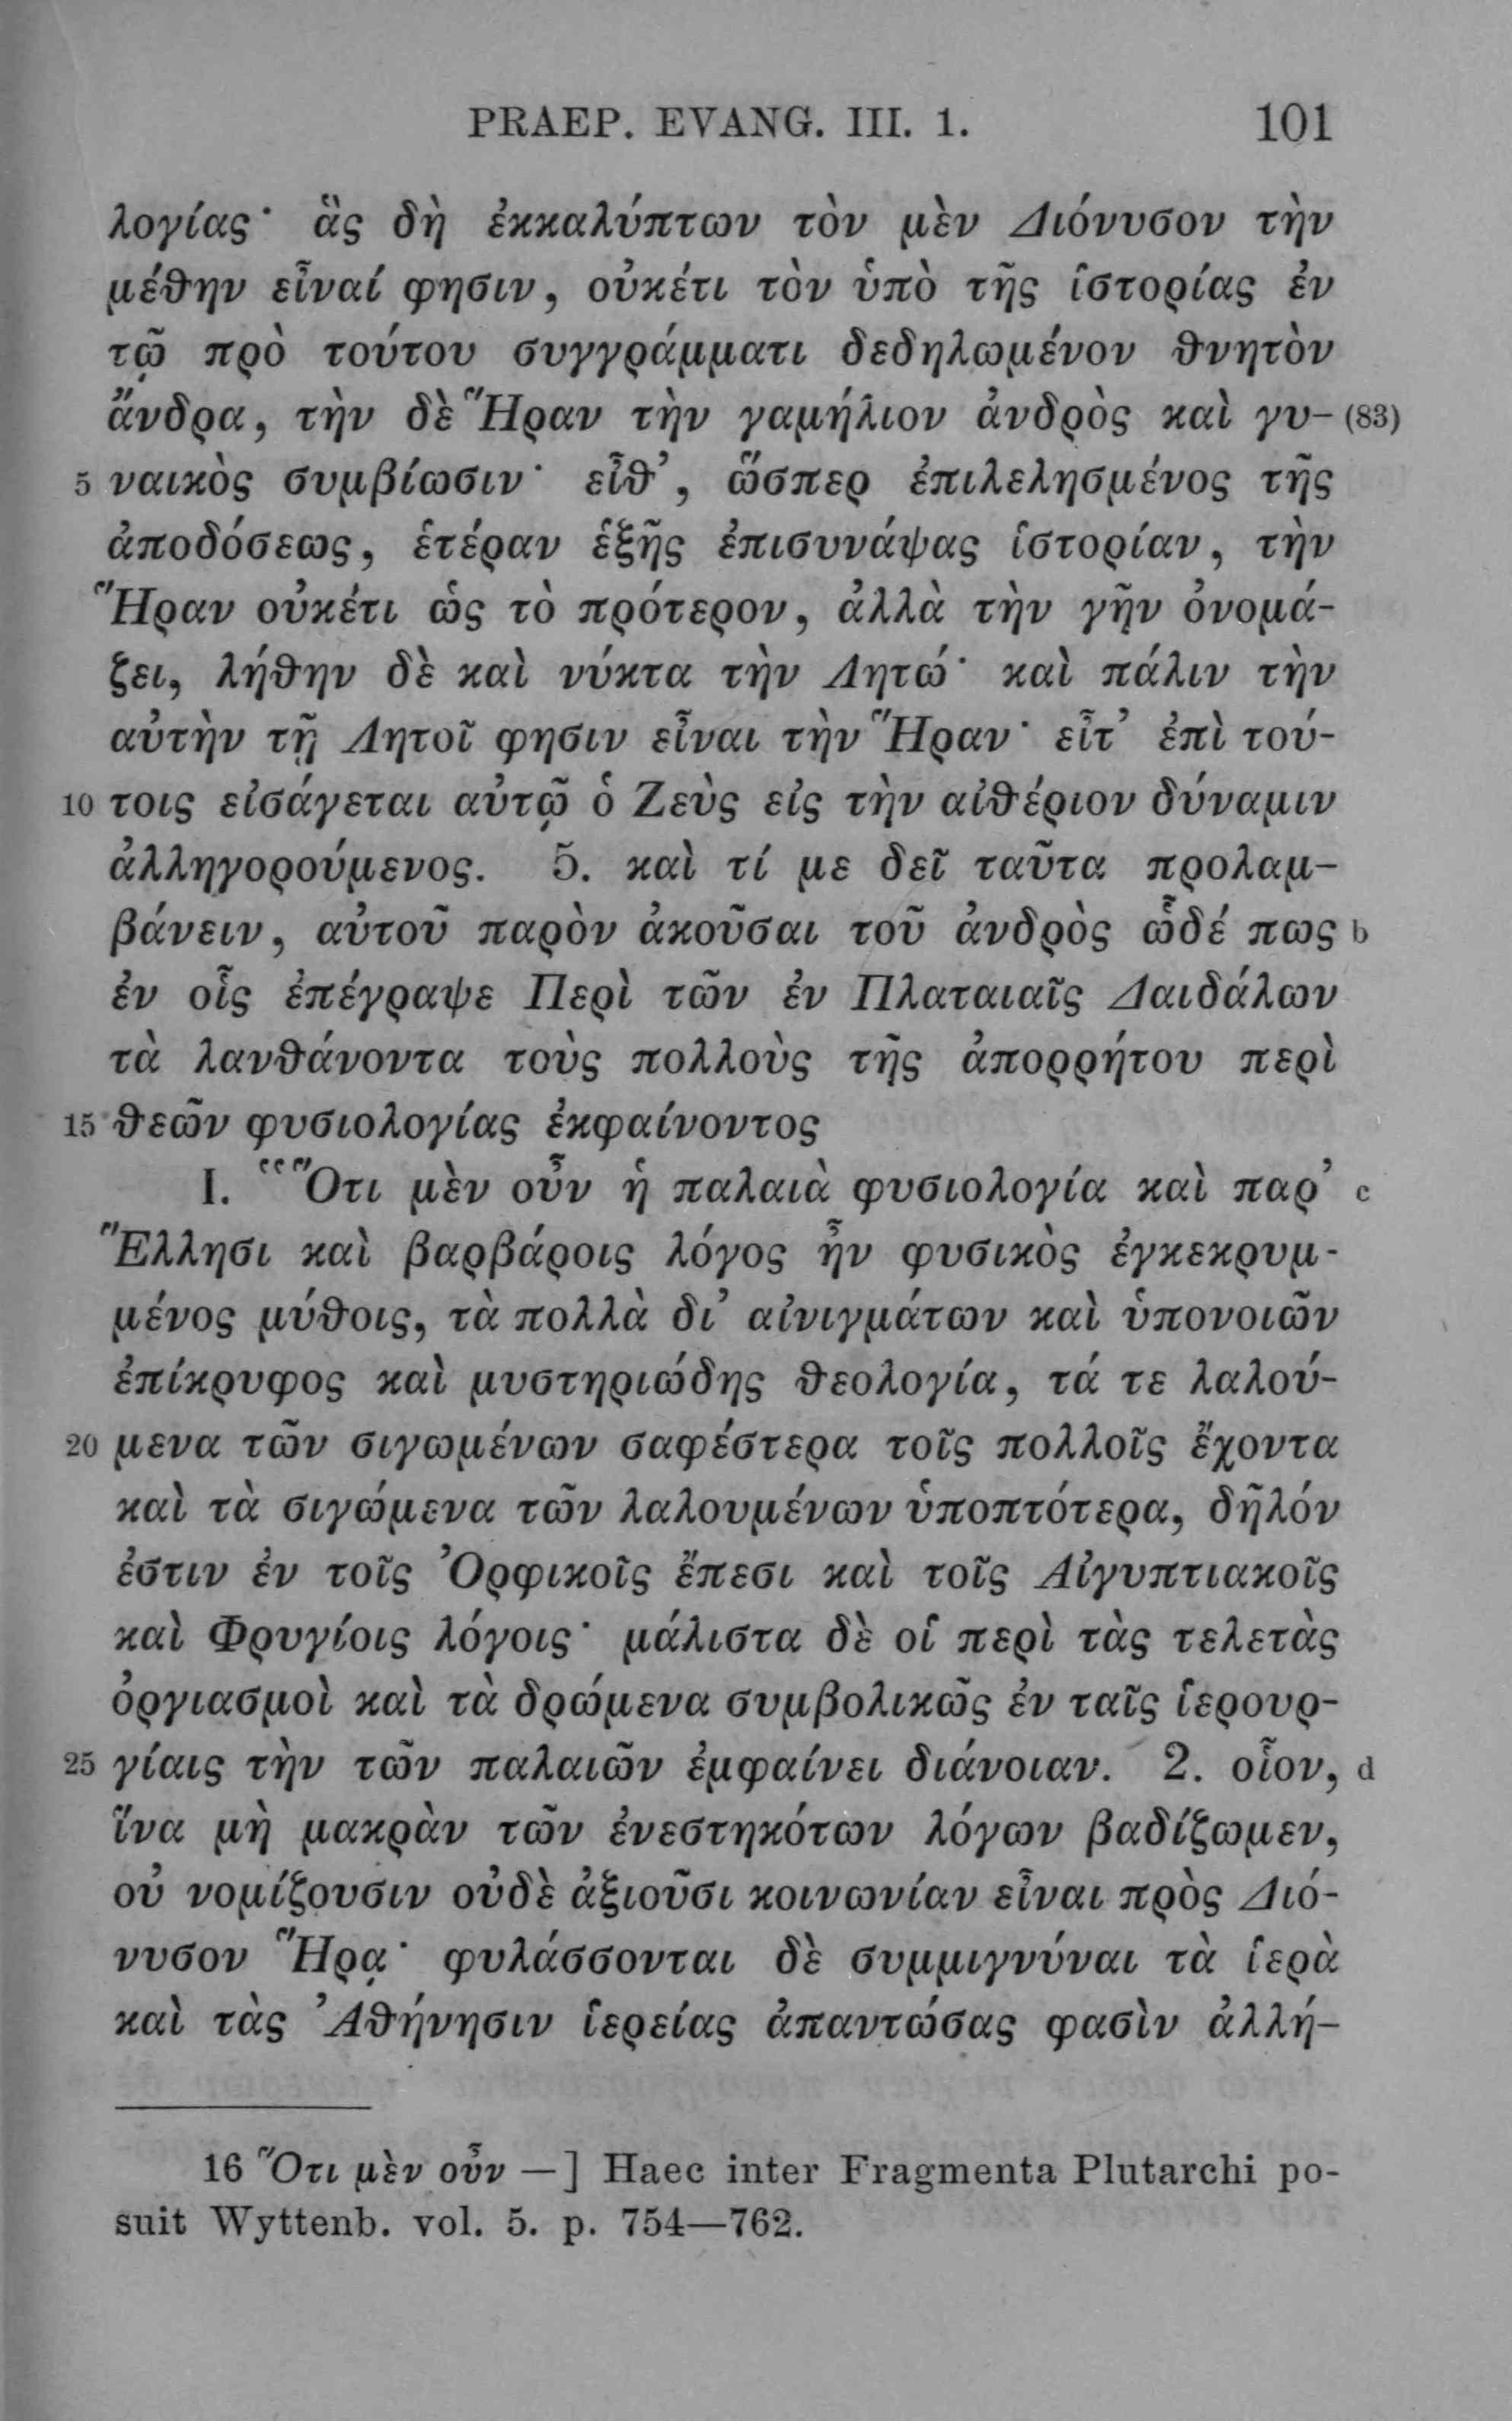 PRAEP. EVANG. III. 1. 101
λογίας· ἃς δὴ ἐκκαλύπτων τὸν μὲν Διόνυσον τὴν
μέθην εἶναί φησιν, οὐκέτι τὸν ὑπὸ τῆς ἱστορίας ἐν
τῷ πρὸ τούτου συγγράμματι δεδηλωμένον θνητὸν
ἄνδρα, τὴν δὲ Ἥραν τὴν γαμήλιον ἀνδρὸς καὶ γυ- (83)
5 ναικὸς συμβίωσιν· εἶθ᾽, ὥσπερ ἐπιλελησμένος τῆς
ἀποδόσεως, ἑτέραν ἑξῆς ἐπισυνάψας ἱστορίαν, τὴν
Ἥραν οὐκέτι ὡς τὸ πρότερον, ἀλλὰ τὴν γῆν ὀνομά-
ζει, λήθην δὲ καὶ νύκτα τὴν Λητώ· καὶ πάλιν τὴν
αὐτὴν τῇ Λητοῖ φησιν εἶναι τὴν Ἥραν· εἶτ᾽ ἐπὶ τού-
10 τοις εἰσάγεται αὐτῷ ὁ Ζεὺς εἰς τὴν αἰθέριον δύναμιν
ἀλληγορούμενος. 5. καὶ τί με δεῖ ταῦτα προλαμ-
βάνειν, αὐτοῦ παρὸν ἀκοῦσαι τοῦ ἀνδρὸς ὧδέ πως b
ἐν οἷς ἐπέγραψε Περὶ τῶν ἐν Πλαταιαῖς Δαιδάλων
τὰ λανθάνοντα τοὺς πολλοὺς τῆς ἀπορρήτου περὶ
15 θεῶν φυσιολογίας ἐκφαίνοντος
I. “Ὅτι μὲν οὖν ἡ παλαιὰ φυσιολογία καὶ παρ᾽ c
Ἕλλησι καὶ βαρβάροις λόγος ἦν φυσικὸς ἐγκεκρυμ-
μένος μύθοις, τὰ πολλὰ δι᾽ αἰνιγμάτων καὶ ὑπονοιῶν
ἐπίκρυφος καὶ μυστηριώδης θεολογία, τά τε λαλού-
20 μενα τῶν σιγωμένων σαφέστερα τοῖς πολλοῖς ἔχοντα
καὶ τὰ σιγώμενα τῶν λαλουμένων ὑποπτότερα, δῆλόν
ἐστιν ἐν τοῖς Ὀρφικοῖς ἔπεσι καὶ τοῖς Αἰγυπτιακοῖς
καὶ Φρυγίοις λόγοις· μάλιστα δὲ οἱ περὶ τὰς τελετὰς
ὀργιασμοὶ καὶ τὰ δρώμενα συμβολικῶς ἐν ταῖς ἱερουρ-
25 γίαις τὴν τῶν παλαιῶν ἐμφαίνει διάνοιαν. 2. οἷον, d
ἵνα μὴ μακρὰν τῶν ἐνεστηκότων λόγων βαδίζωμεν,
οὐ νομίζουσιν οὐδὲ ἀξιοῦσι κοινωνίαν εἶναι πρὸς Διό-
νυσον Ἥρᾳ· φυλάσσονται δὲ συμμιγνύναι τὰ ἱερὰ
καὶ τὰς Ἀθήνησιν ἱερείας ἀπαντώσας φασὶν ἀλλή-
16 Ὅτι μὲν οὖν —] Haec inter Fragmenta Plutarchi po-
suit Wyttenb. vol. 5. p. 754—762.